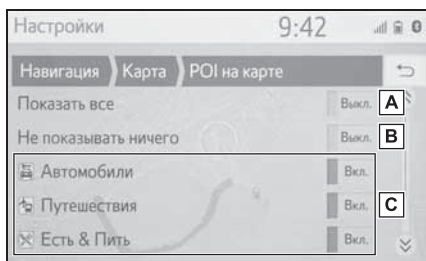 Настройки 9:42
Навигация Карта POI на карте
Показать все Выкл. A
Не показывать ничего Выкл. B
Автомобили Вкл.
Путешествия Вкл. C
Есть & Пить Вкл.